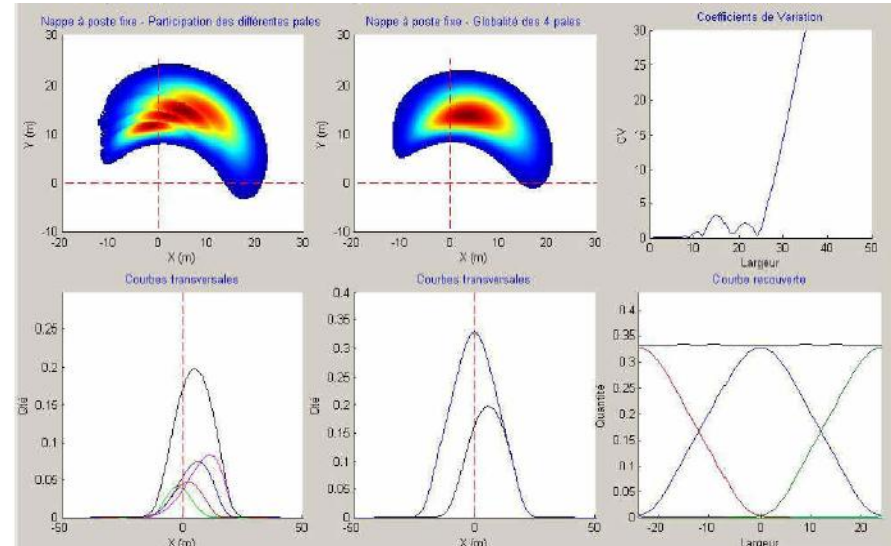 Nappe à poste fixe - Participation des différentes pales
Nappe à poste fixe - Globalité des 4 pales
Coefficients de Variation
30
20
10
0
-10
Y (m)
-20 -10 0 10 20 30
X (m)
30
20
10
0
-10
Y (m)
-20 -10 0 10 20 30
X (m)
30
25
20
15
10
5
0
CV
0 10 20 30 40 50
Largeur
Courbes transversales
Courbes transversales
Courbe recouverte
0.25
0.2
0.15
0.1
0.05
0
Qté
-50 0 50
X (m)
0.4
0.35
0.3
0.25
0.2
0.15
0.1
0.05
0
Qté
-50 0 50
X (m)
0.4
0.35
0.3
0.25
0.2
0.15
0.1
0.05
0
Quantité
-20 -10 0 10 20
Largeur